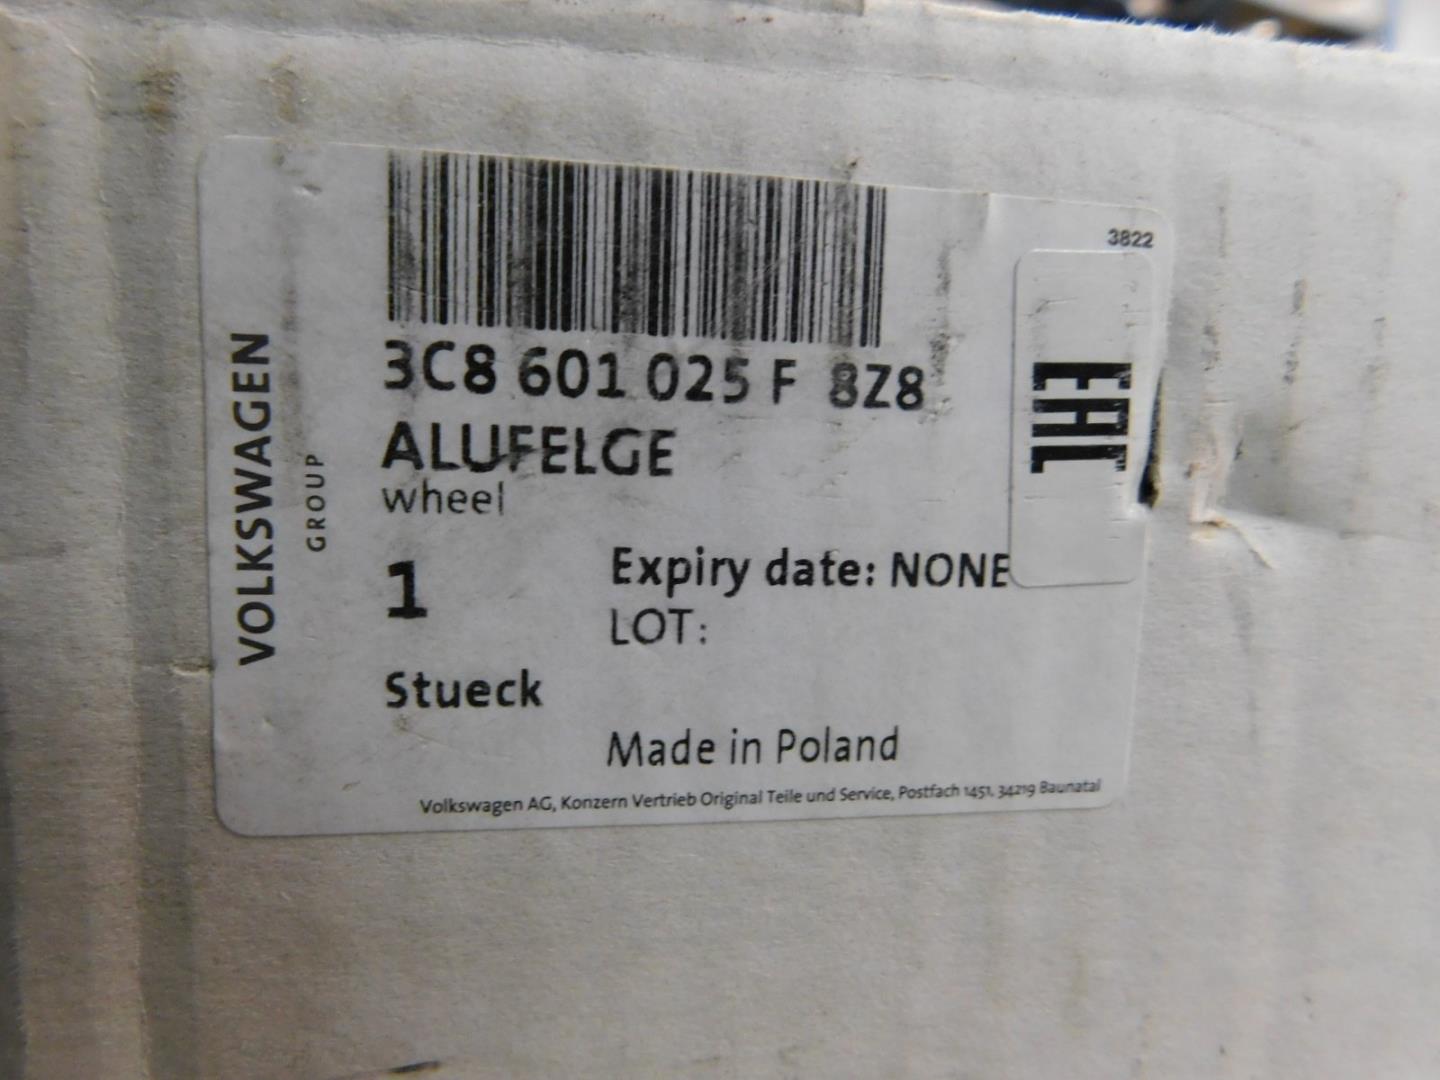 3822
3C8 601 025 F 8Z8
ALUFELGE
wheel
1
Expiry date: NONE
LOT:
Stueck
Made in Poland
Volkswagen AG, Konzern Vertrieb Original Teile und Service, Postfach 1451, 34219 Baunatal
VOLKSWAGEN
GROUP
EAC